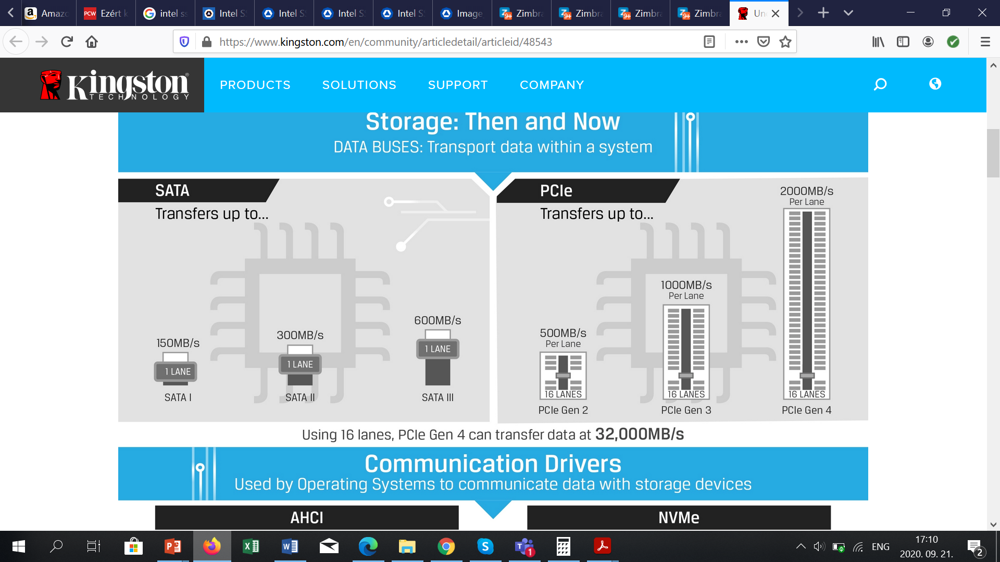 Amazo
PCW Ezért k
intel ss
Intel S
Intel S
Intel S
Intel S
Image_
Zimbra
Zimbra
Zimbra
Zimbra
Un
https://www.kingston.com/en/community/articledetail/articleid/48543
Kingston
TECHNOLOGY
PRODUCTS
SOLUTIONS
SUPPORT
COMPANY
Storage: Then and Now
DATA BUSES: Transport data within a system
SATA
Transfers up to...
150MB/s
1 LANE
SATA I
300MB/s
1 LANE
SATA II
600MB/s
1 LANE
SATA III
PCIe
Transfers up to...
500MB/s
Per Lane
16 LANES
PCIe Gen 2
1000MB/s
Per Lane
16 LANES
PCIe Gen 3
2000MB/s
Per Lane
16 LANES
PCIe Gen 4
Using 16 lanes, PCIe Gen 4 can transfer data at 32,000MB/s
Communication Drivers
Used by Operating Systems to communicate data with storage devices
AHCI
NVMe
ENG
17:10
2020. 09. 21.
2